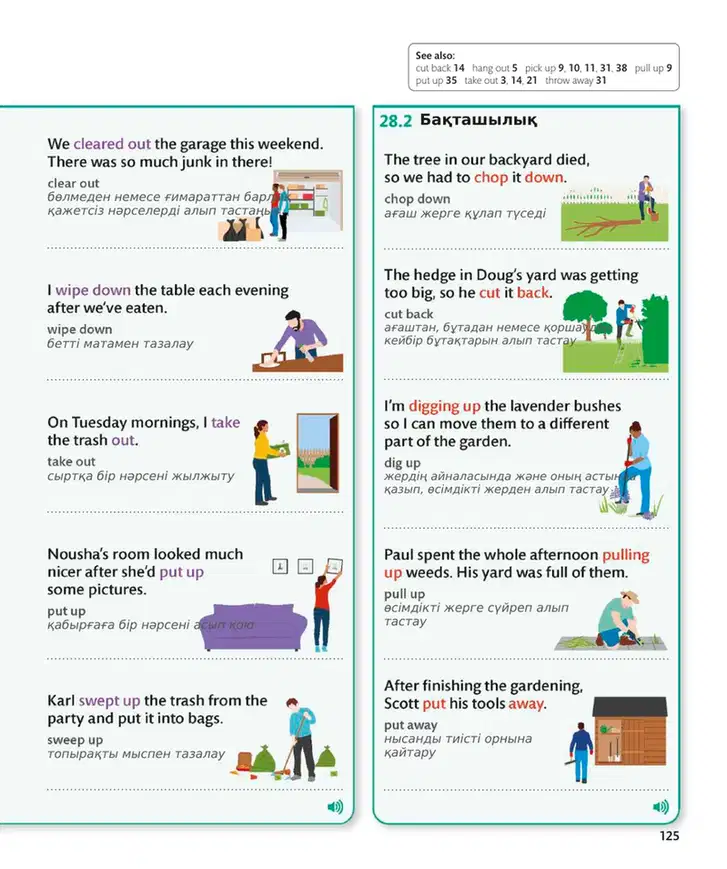 See also:
cut back 14 hang out 5 pick up 9, 10, 11, 31, 38 pull up 9
put up 35 take out 3, 14, 21 throw away 31
We cleared out the garage this weekend.
There was so much junk in there!
clear out
бөлмеден немесе ғимараттан
қажетсіз нәрселерді алып
I wipe down the table each evening
after we've eaten.
wipe down
бетті матамен тазалау
On Tuesday mornings, I take
the trash out.
take out
сыртқа бір нәрсені жылжыту
Nousha's room looked much
nicer after she'd put up
some pictures.
put up
қабырғаға бір нәрсені асып қою
Karl swept up the trash from the
party and put it into bags.
sweep up
топырақты мыспен тазалау
28.2 Бақташылық
The tree in our backyard died,
so we had to chop it down.
chop down
ағаш жерге құлап түседі
The hedge in Doug's yard was getting
too big, so he cut it back.
cut back
ағаштан, бұтадан немесе
кейбір бұтақтарын алып тастау
I'm digging up the lavender bushes
so I can move them to a different
part of the garden.
dig up
жердің айналасында және оның
қазып, өсімдікті жерден алып тастау
Paul spent the whole afternoon pulling
up weeds. His yard was full of them.
pull up
өсімдікті жерге сүйреп алып
тастау
After finishing the gardening,
Scott put his tools away.
put away
нысанды тиісті орнына
қайтару
125